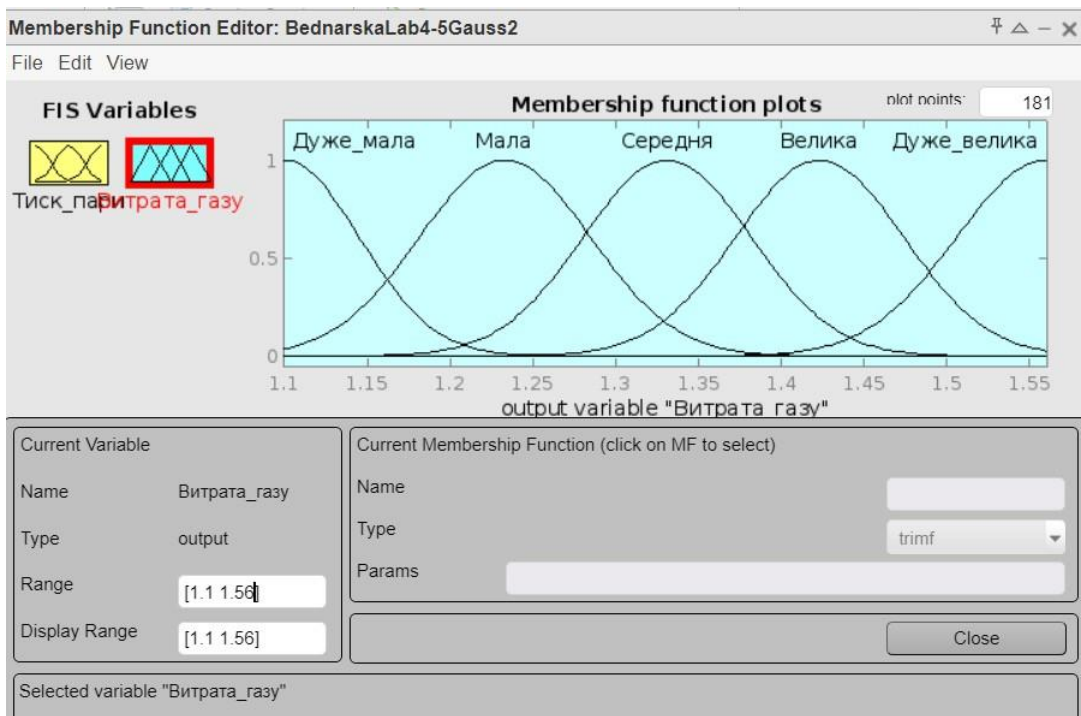 Membership Function Editor: BednarskaLab4-5Gauss2
File Edit View
FIS Variables
Тиск_пари
Витрата_газу
Membership function plots
plot points:
181
Дуже_мала Мала Середня Велика Дуже_велика
1
0.5
0
1.1 1.15 1.2 1.25 1.3 1.35 1.4 1.45 1.5 1.55
output variable "Витрата_газу"
Current Variable
Name Витрата_газу
Type output
Range [1.1 1.56]
Display Range [1.1 1.56]
Current Membership Function (click on MF to select)
Name
Type trimf
Params
Close
Selected variable "Витрата_газу"